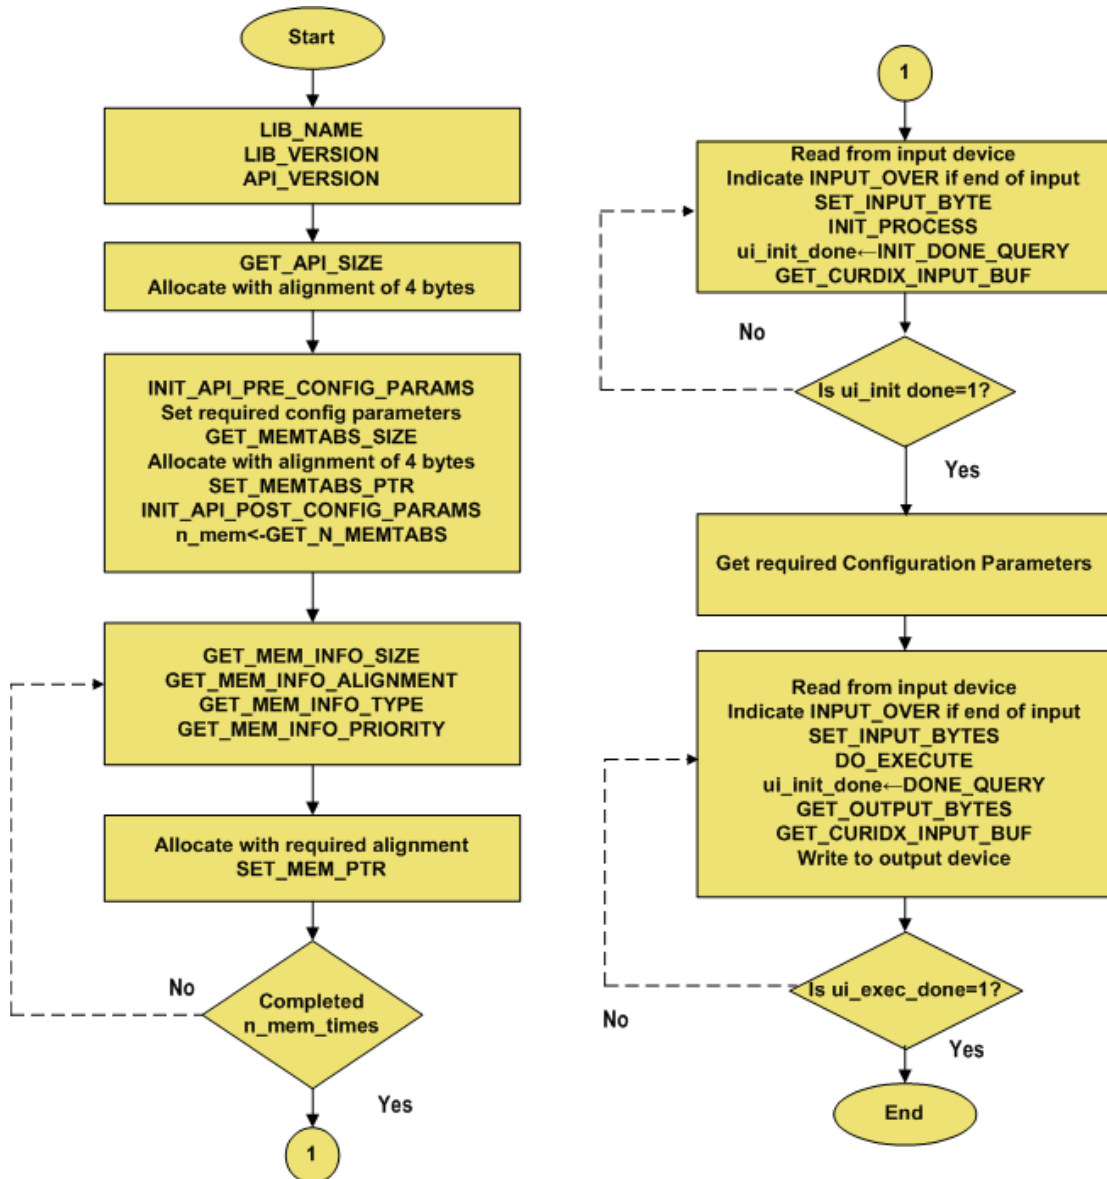 Start
LIB_NAME
LIB_VERSION
API_VERSION
GET_API_SIZE
Allocate with alignment of 4 bytes
INIT_API_PRE_CONFIG_PARAMS
Set required config parameters
GET_MEMTABS_SIZE
Allocate with alignment of 4 bytes
SET_MEMTABS_PTR
INIT_API_POST_CONFIG_PARAMS
n_mem<-GET_N_MEMTABS
GET_MEM_INFO_SIZE
GET_MEM_INFO_ALIGNMENT
GET_MEM_INFO_TYPE
GET_MEM_INFO_PRIORITY
Allocate with required alignment
SET_MEM_PTR
No
Completed
n_mem_times
Yes
1
1
Read from input device
Indicate INPUT_OVER if end of input
SET_INPUT_BYTE
INIT_PROCESS
ui_init_done←INIT_DONE_QUERY
GET_CURDIX_INPUT_BUF
No
Is ui_init done=1?
Yes
Get required Configuration Parameters
Read from input device
Indicate INPUT_OVER if end of input
SET_INPUT_BYTES
DO_EXECUTE
ui_init_done←DONE_QUERY
GET_OUTPUT_BYTES
GET_CURIDX_INPUT_BUF
Write to output device
Is ui_exec_done=1?
No
Yes
End